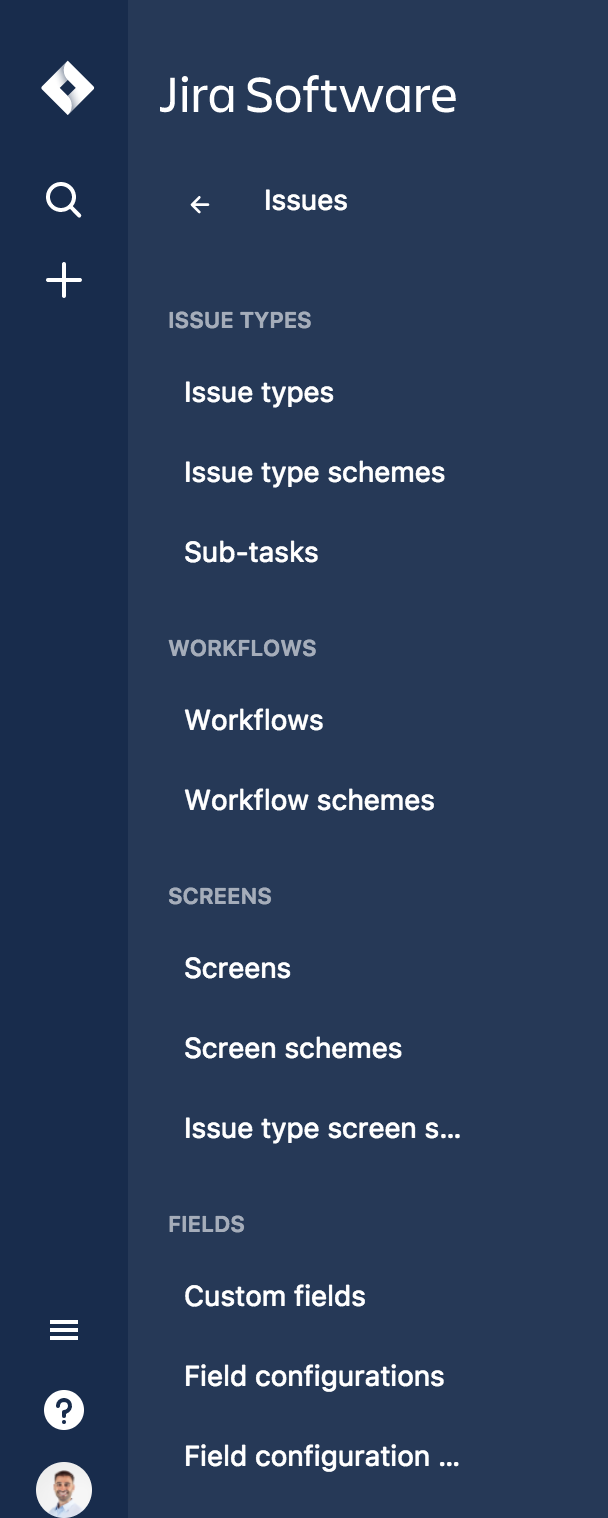 Jira Software
Issues
ISSUE TYPES
Issue types
Issue type schemes
Sub-tasks
WORKFLOWS
Workflows
Workflow schemes
SCREENS
Screens
Screen schemes
Issue type screen s...
FIELDS
Custom fields
Field configurations
Field configuration ...